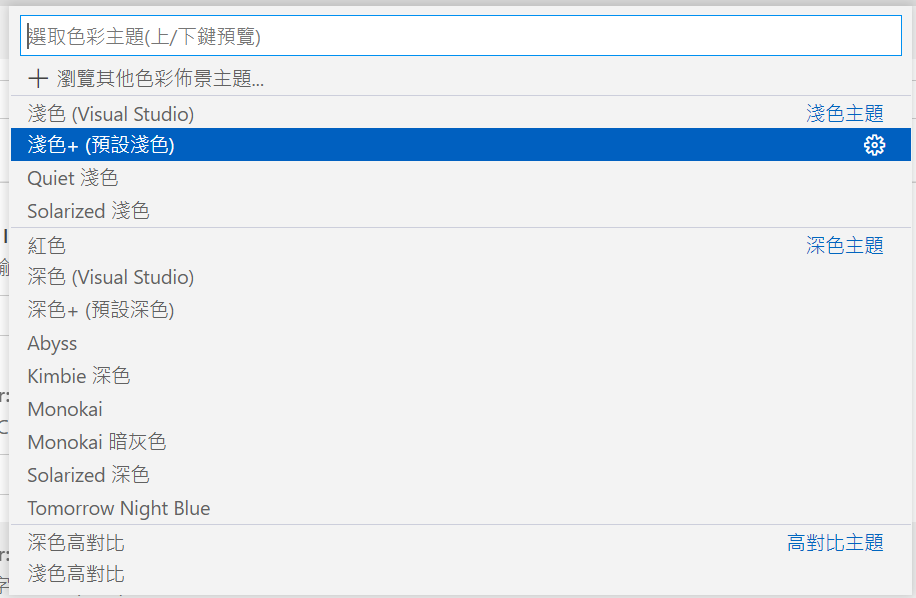 選取色彩主題(上/下鍵預覽)
瀏覽其他色彩佈景主題...
淺色 (Visual Studio) 淺色主題
淺色+ (預設淺色)
Quiet 淺色
Solarized 淺色
紅色 深色主題
深色 (Visual Studio)
深色+ (預設深色)
Abyss
Kimbie 深色
Monokai
Monokai 暗灰色
Solarized 深色
Tomorrow Night Blue
深色高對比 高對比主題
淺色高對比